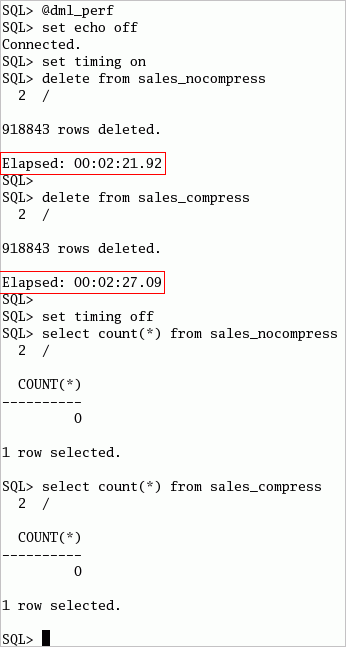 SQL> @dml_perf
SQL> set echo off
Connected.
SQL> set timing on
SQL> delete from sales_nocompress
  2  /

918843 rows deleted.

Elapsed: 00:02:21.92
SQL>
SQL> delete from sales_compress
  2  /

918843 rows deleted.

Elapsed: 00:02:27.09
SQL>
SQL> set timing off
SQL> select count(*) from sales_nocompress
  2  /

  COUNT(*)
----------
         0

1 row selected.

SQL> select count(*) from sales_compress
  2  /

  COUNT(*)
----------
         0

1 row selected.

SQL>